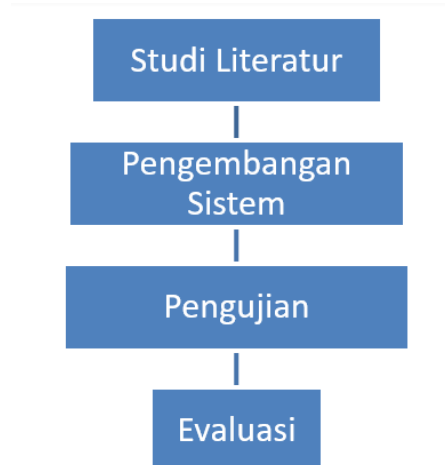 Studi Literatur
Pengembangan
Sistem
Pengujian
Evaluasi